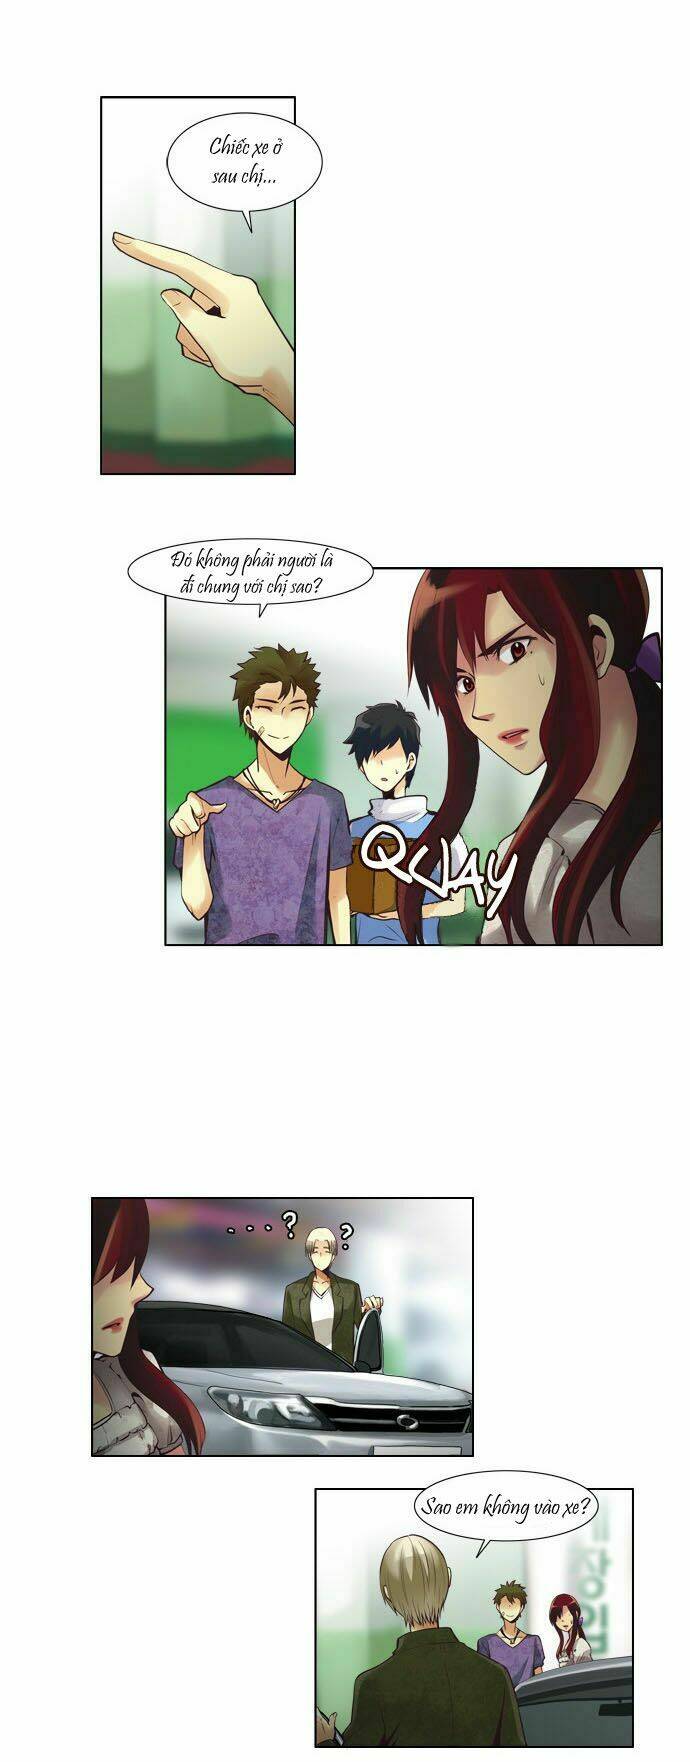 Chiếc xe ở
sau chị...
Đó không phải người là
đi chung với chị sao?
QUAY
...?
?
Sao em không vào xe?